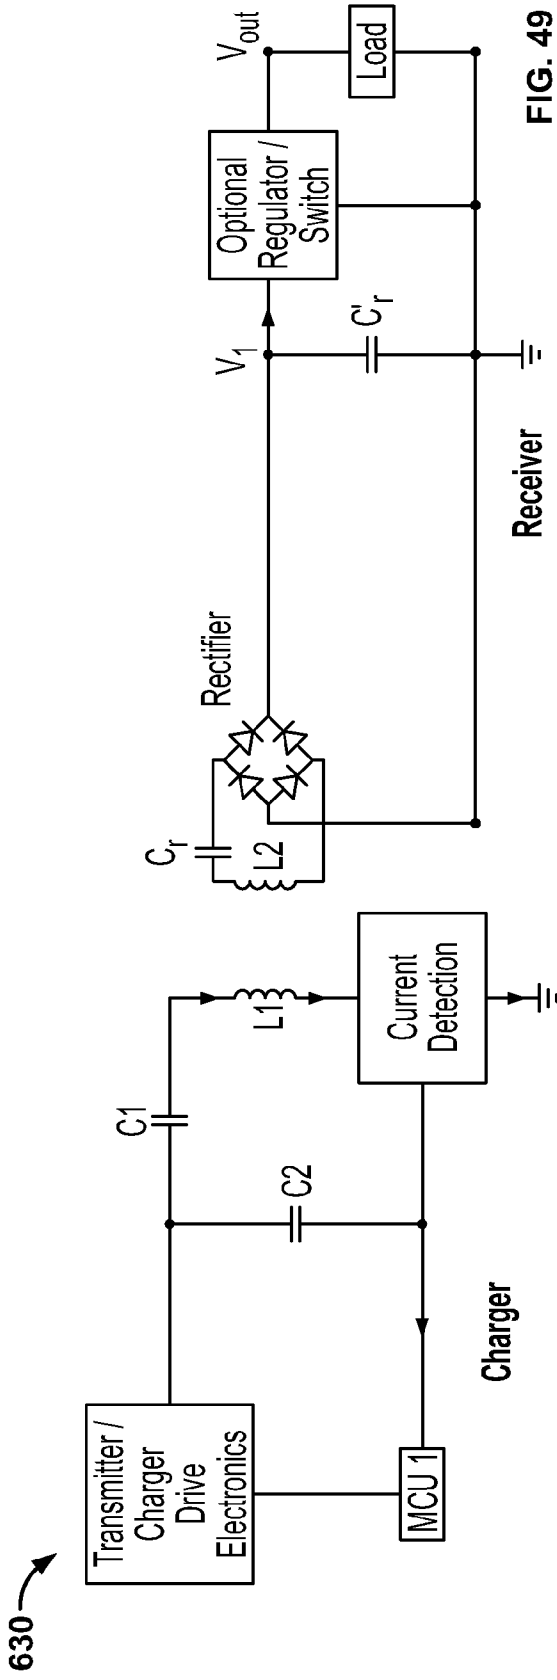 630
Transmitter /
Charger
Drive
Electronics
MCU 1
C1
C2
L1
Current
Detection
Charger
Cr
L2
Rectifier
V1
C'r
Optional
Regulator /
Switch
Vout
Load
Receiver
FIG. 49